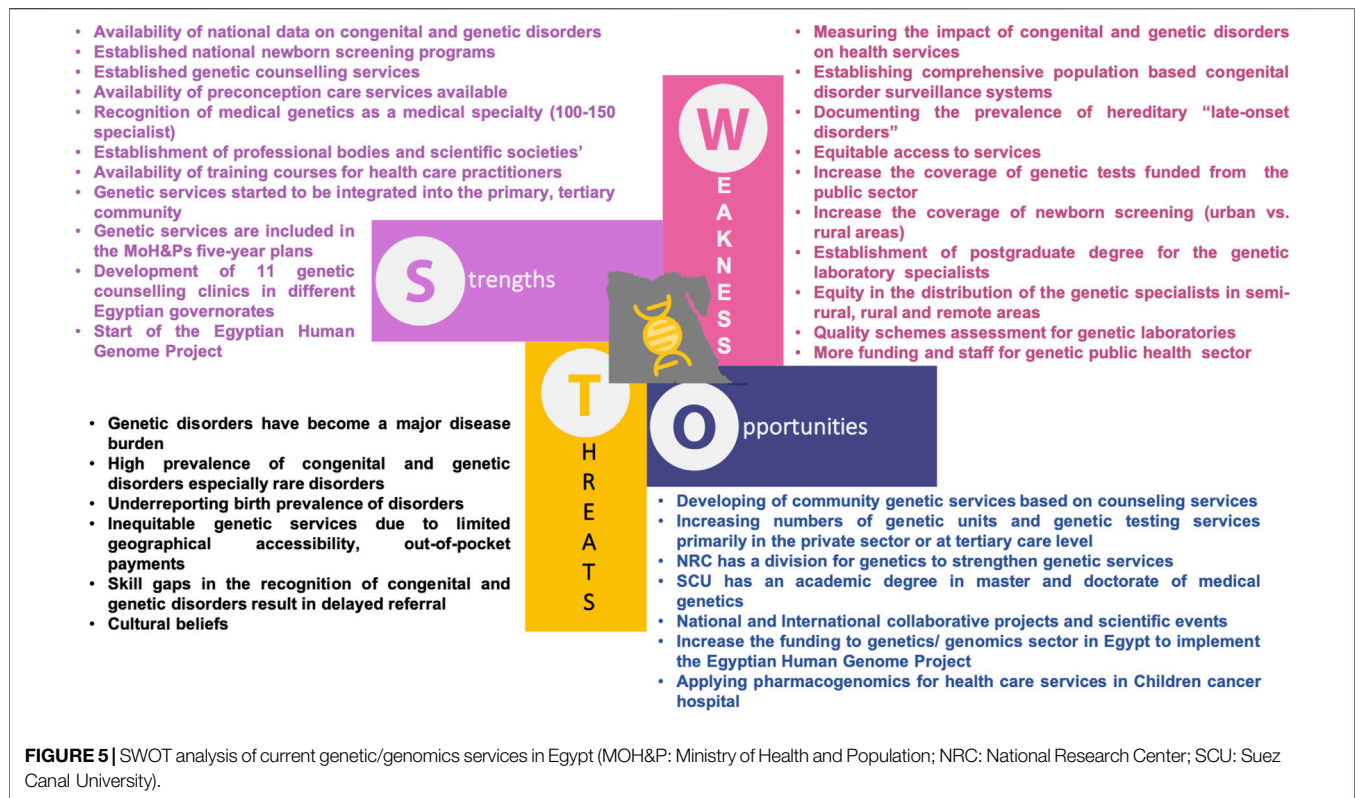 • Availability of national data on congenital and genetic disorders
• Established national newborn screening programs
• Established genetic counselling services
• Availability of preconception care services available
• Recognition of medical genetics as a medical specialty (100-150
specialist)
• Establishment of professional bodies and scientific societies’
• Availability of training courses for health care practitioners
• Genetic services started to be integrated into the primary, tertiary
community
• Genetic services are included in
the MoH&Ps five-year plans
• Development of 11 genetic
counselling clinics in different
Egyptian governorates
• Start of the Egyptian Human
Genome Project
S trengths
W
E
A
K
N
E
S
S
• Measuring the impact of congenital and genetic disorders
on health services
• Establishing comprehensive population based congenital
disorder surveillance systems
• Documenting the prevalence of hereditary “late-onset
disorders”
• Equitable access to services
• Increase the coverage of genetic tests funded from the
public sector
• Increase the coverage of newborn screening (urban vs.
rural areas)
• Establishment of postgraduate degree for the genetic
laboratory specialists
• Equity in the distribution of the genetic specialists in semi-
rural, rural and remote areas
• Quality schemes assessment for genetic laboratories
• More funding and staff for genetic public health sector
• Genetic disorders have become a major disease
burden
• High prevalence of congenital and genetic
disorders especially rare disorders
• Underreporting birth prevalence of disorders
• Inequitable genetic services due to limited
geographical accessibility, out-of-pocket
payments
• Skill gaps in the recognition of congenital and
genetic disorders result in delayed referral
• Cultural beliefs
T
H
R
E
A
T
S
O pportunities
• Developing of community genetic services based on counseling services
• Increasing numbers of genetic units and genetic testing services
primarily in the private sector or at tertiary care level
• NRC has a division for genetics to strengthen genetic services
• SCU has an academic degree in master and doctorate of medical
genetics
• National and International collaborative projects and scientific events
• Increase the funding to genetics/ genomics sector in Egypt to implement
the Egyptian Human Genome Project
• Applying pharmacogenomics for health care services in Children cancer
hospital
FIGURE 5 | SWOT analysis of current genetic/genomics services in Egypt (MOH&P: Ministry of Health and Population; NRC: National Research Center; SCU: Suez
Canal University).